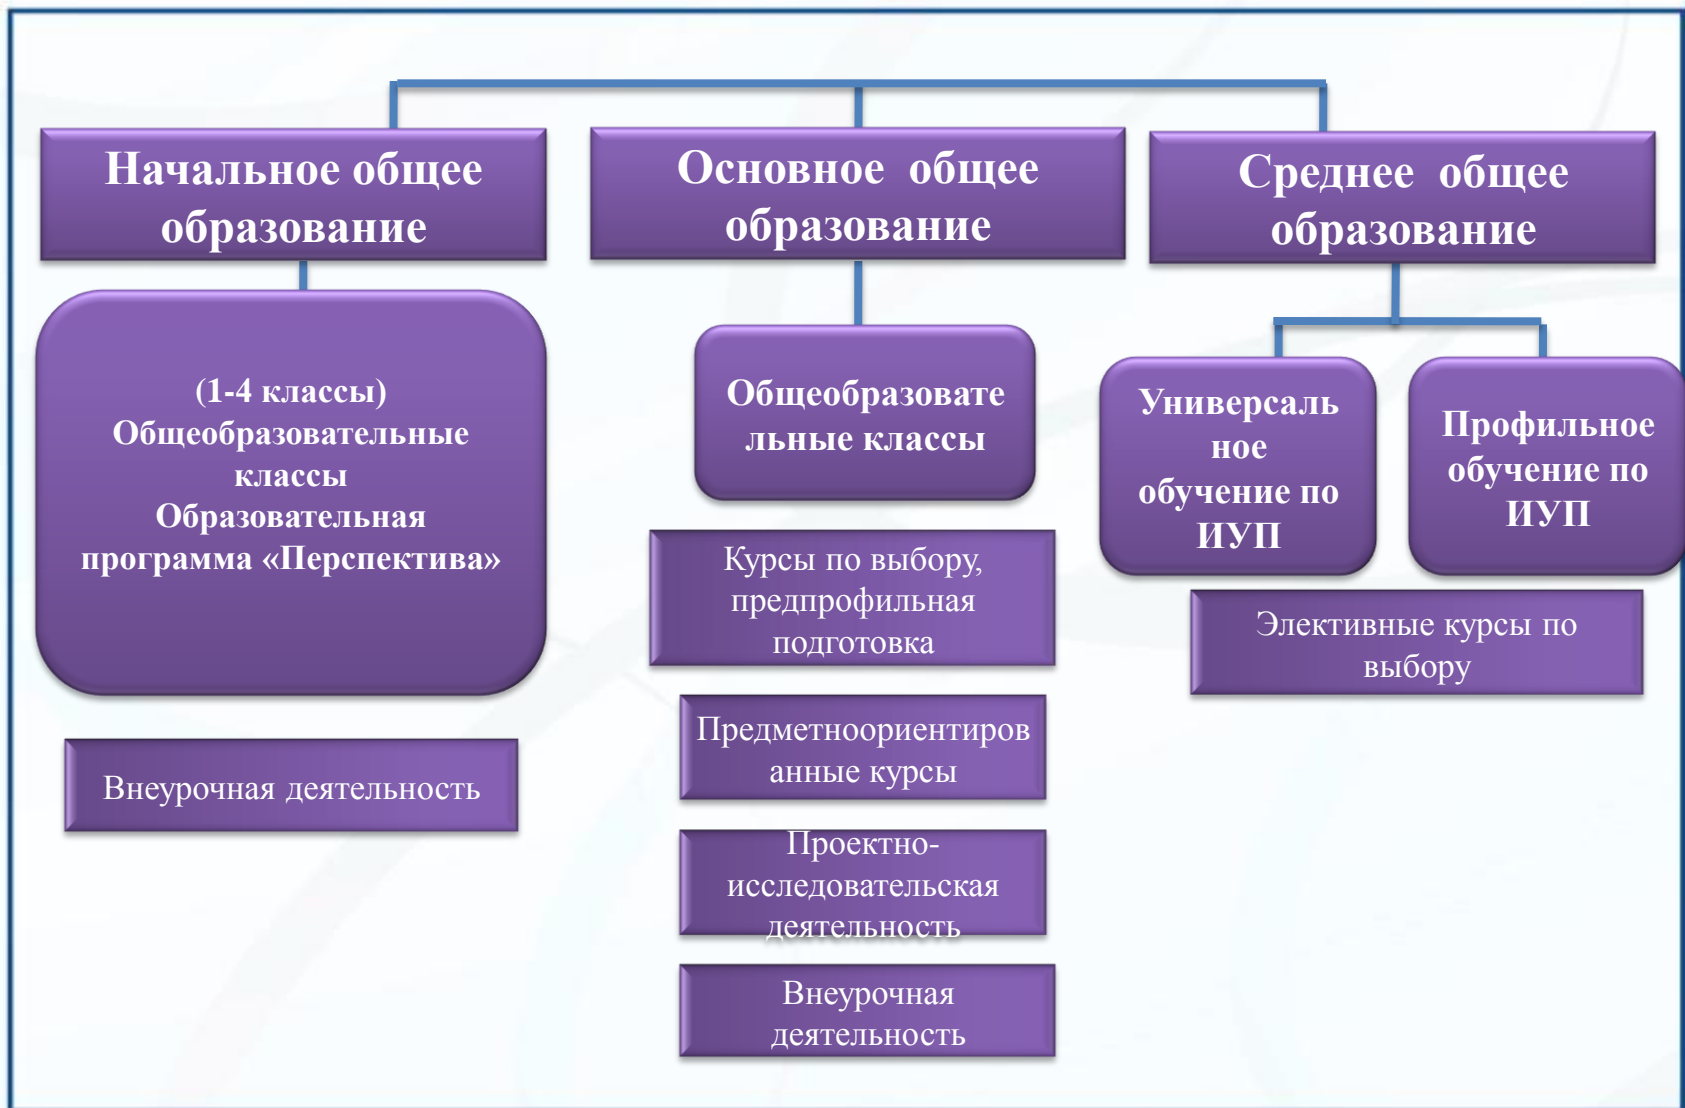 Начальное общее
образование
(1-4 классы)
Общеобразовательные
классы
Образовательная
программа «Перспектива»
Внеурочная деятельность
Основное общее
образование
Общеобразовате
льные классы
Курсы по выбору,
предпрофильная
подготовка
Предметноориентиров
анные курсы
Проектно-
исследовательская
деятельность
Внеурочная
деятельность
Среднее общее
образование
Универсаль
ное
обучение по
ИУП
Профильное
обучение по
ИУП
Элективные курсы по
выбору